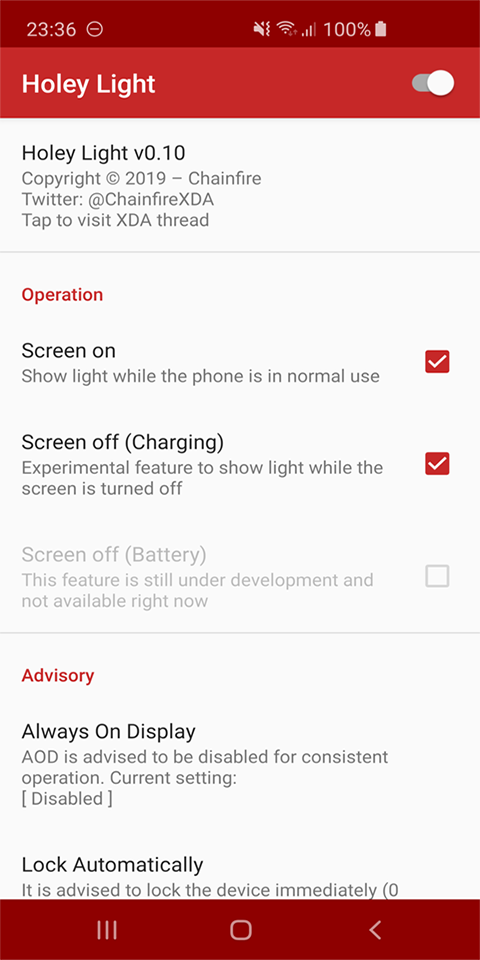 23:36 100%
Holey Light
Holey Light v0.10
Copyright © 2019 – Chainfire
Twitter: @ChainfireXDA
Tap to visit XDA thread
Operation
Screen on
Show light while the phone is in normal use
Screen off (Charging)
Experimental feature to show light while the
screen is turned off
Screen off (Battery)
This feature is still under development and
not available right now
Advisory
Always On Display
AOD is advised to be disabled for consistent
operation. Current setting:
[ Disabled ]
Lock Automatically
It is advised to lock the device immediately (0